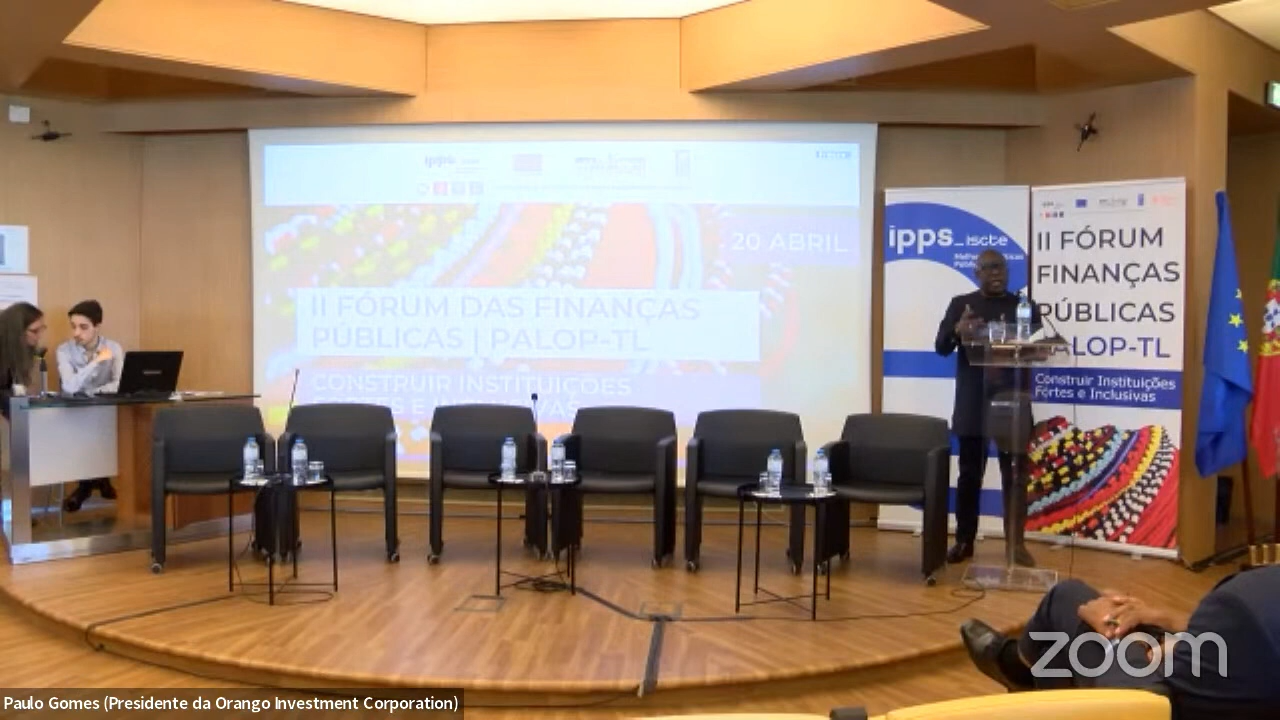 20 ABRIL
II FÓRUM DAS FINANÇAS
PÚBLICAS | PALOP-TL
CONSTRUIR INSTITUIÇÕES
ipps_iscte
II FÓRUM
FINANÇAS
PÚBLICAS
PALOP-TL
Construir Instituições
Fortes e Inclusivas
zoom
Paulo Gomes (Presidente da Orango Investment Corporation)